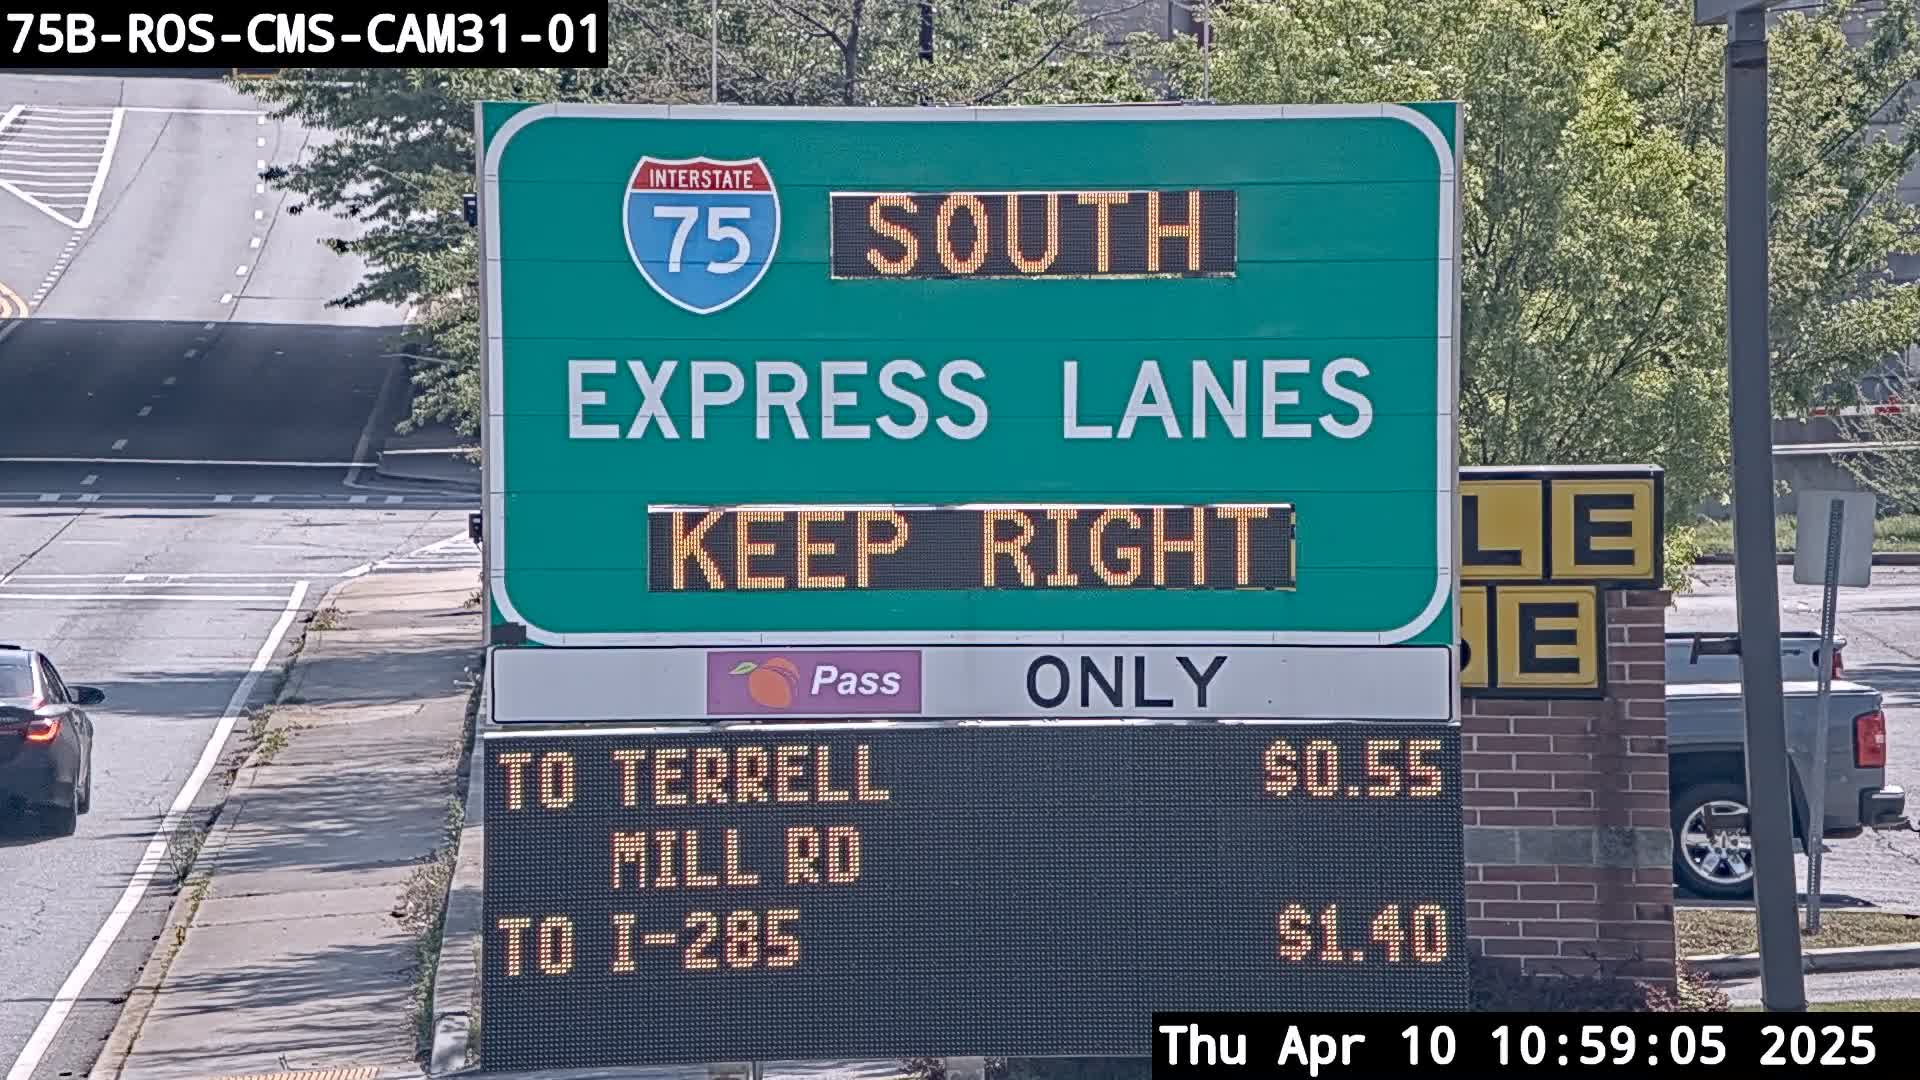 75B-ROS-CMS-CAM31-01
INTERSTATE
75
SOUTH
EXPRESS LANES
KEEP RIGHT
Pass ONLY
TO TERRELL $0.55
MILL RD
TO I-285 $1.40
LE
E
Thu Apr 10 10:59:05 2025